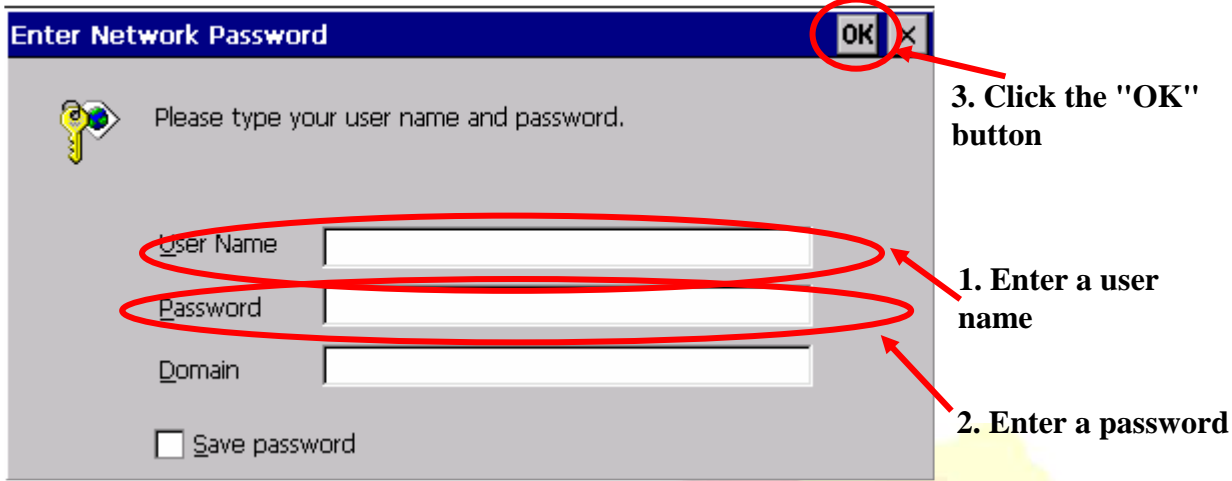 Enter Network Password
OK ×
3. Click the "OK"
button
Please type your user name and password.
User Name
1. Enter a user
name
Password
Domain
2. Enter a password
Save password